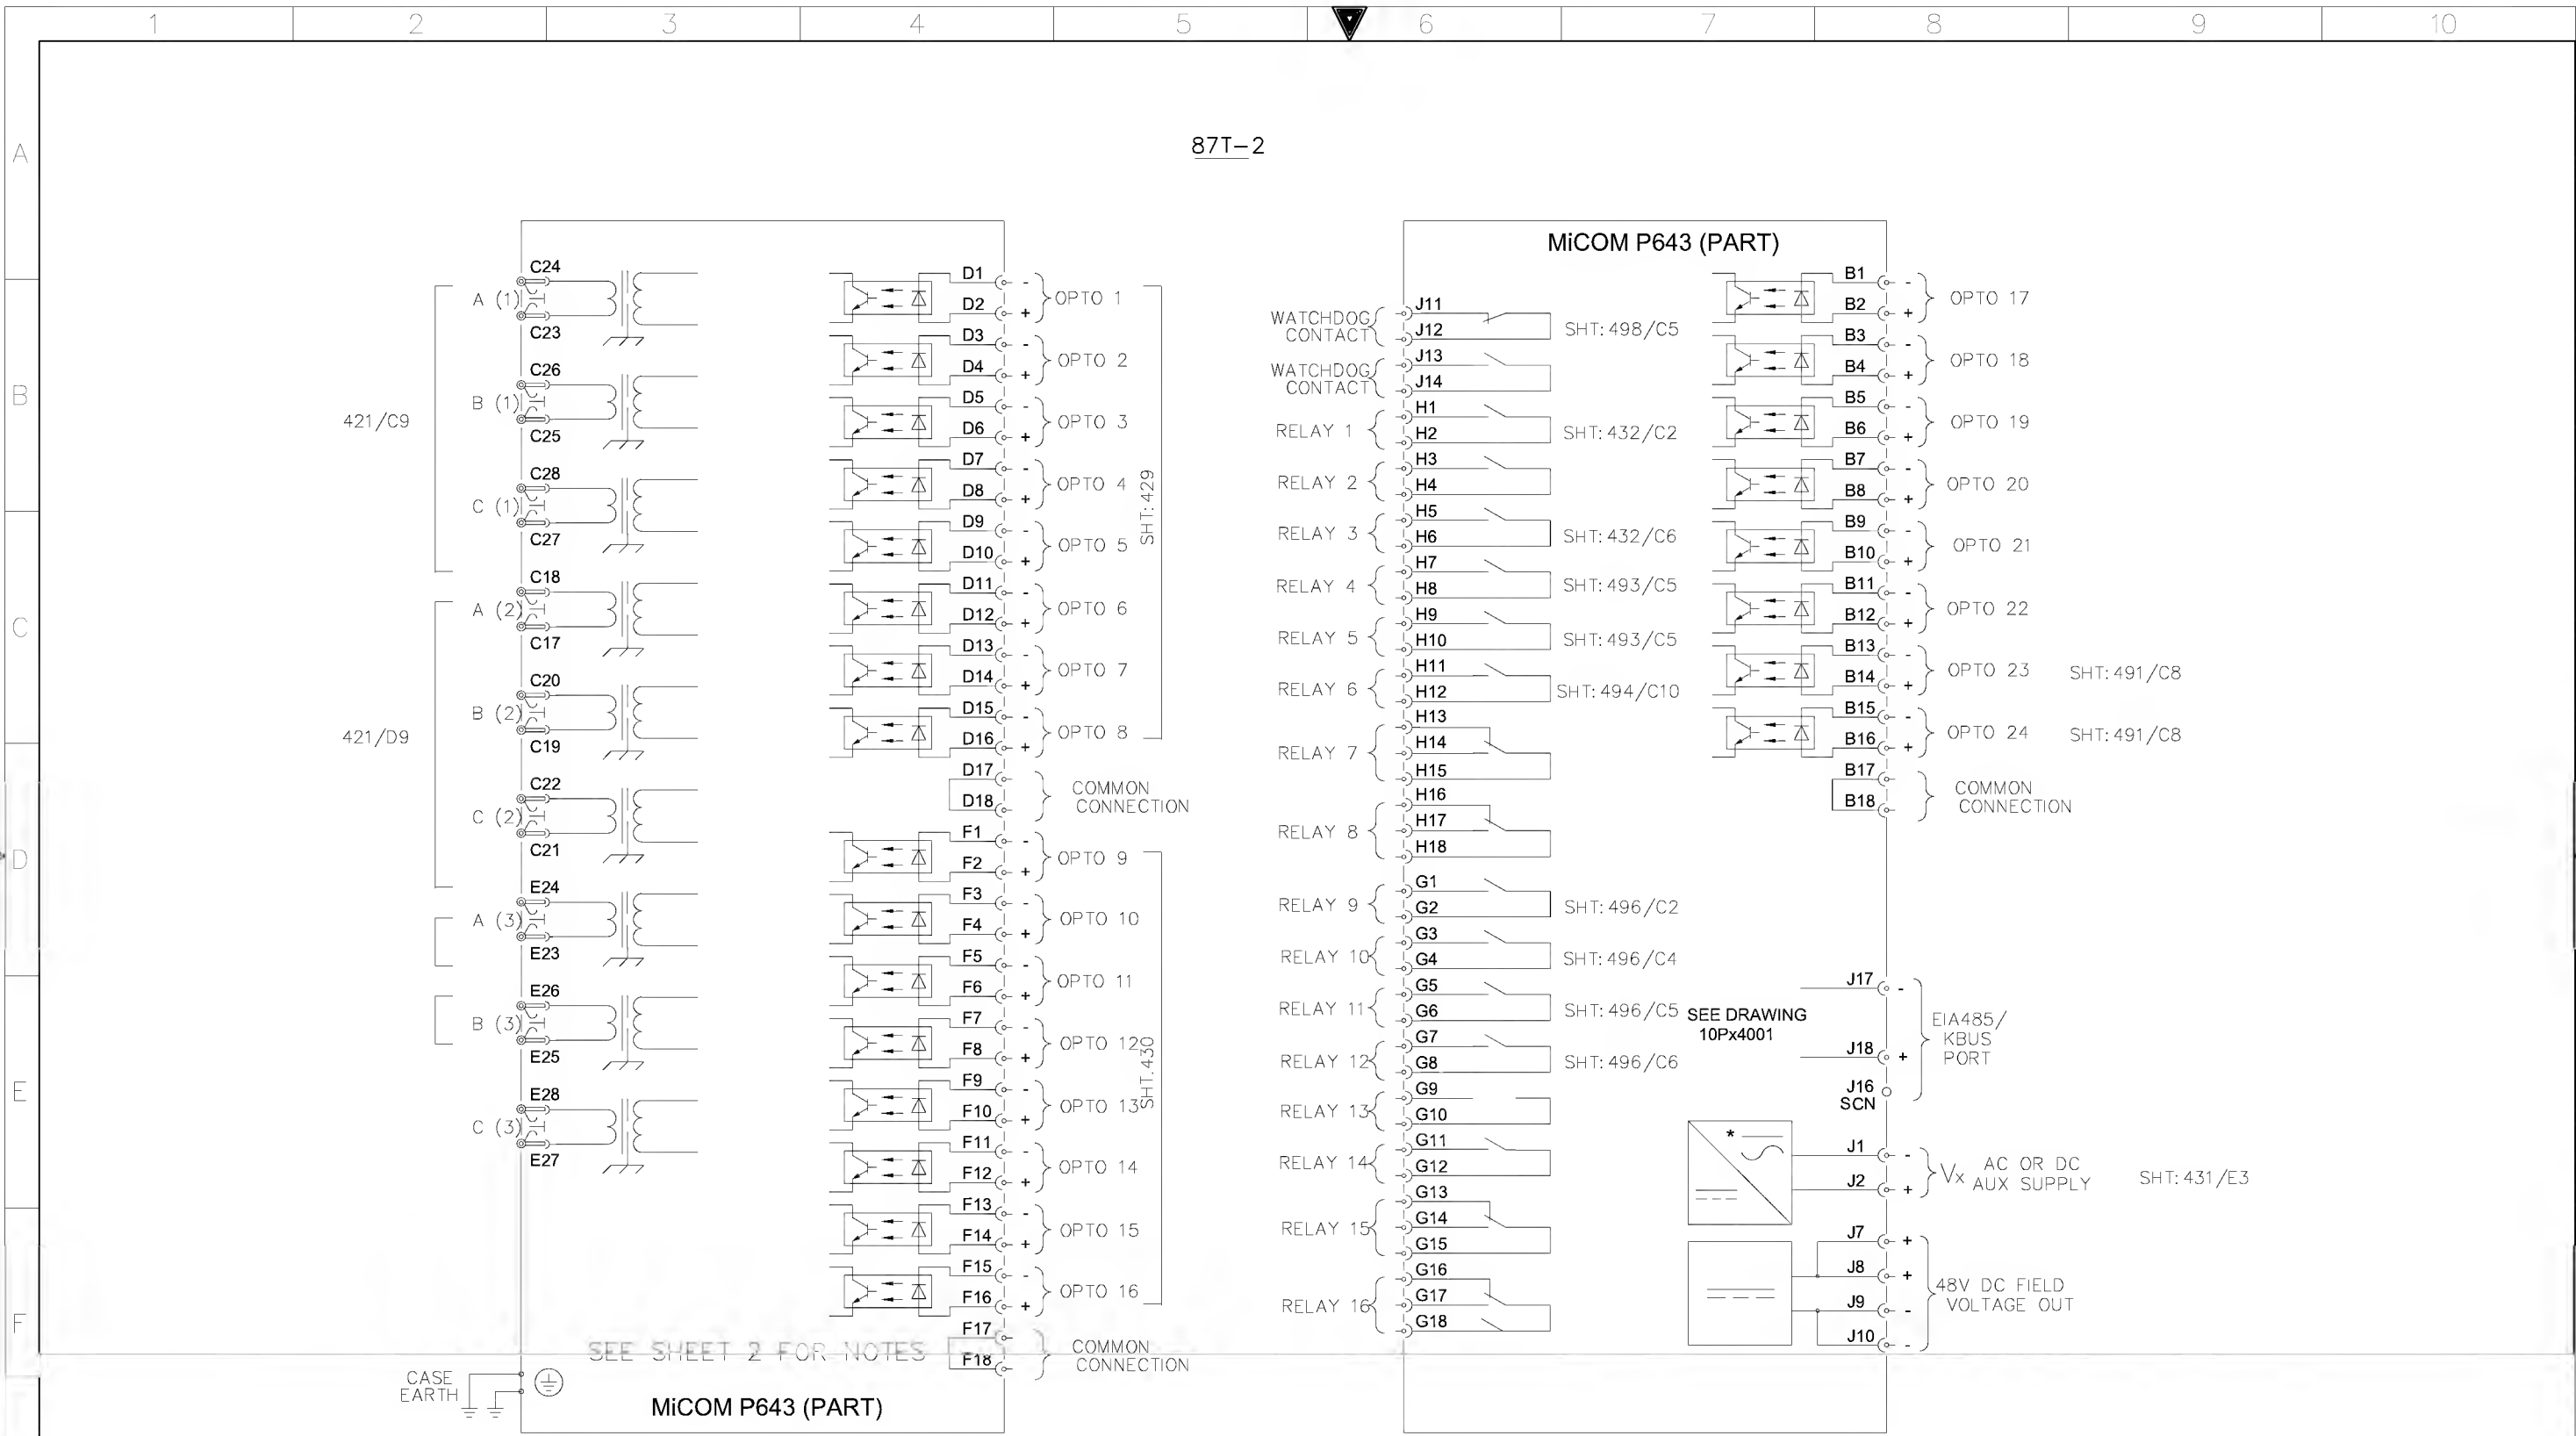 1 2 3 4 5 6 7 8 9 10
A
B
C
D
E
F
87T-2
C24
A (1)
C23
C26
B (1)
C25
C28
C (1)
C27
421/C9
C18
A (2)
C17
C20
B (2)
C19
C22
C (2)
C21
421/D9
E24
A (3)
E23
E26
B (3)
E25
E28
C (3)
E27
CASE
EARTH
SEE SHEET 2 FOR NOTES
MiCOM P643 (PART)
D1 -
D2 +
OPTO 1
D3 -
D4 +
OPTO 2
D5 -
D6 +
OPTO 3
D7 -
D8 +
OPTO 4
D9 -
D10 +
OPTO 5
D11 -
D12 +
OPTO 6
D13 -
D14 +
OPTO 7
D15 -
D16 +
OPTO 8
SHT:429
D17
D18
COMMON
CONNECTION
F1 -
F2 +
OPTO 9
F3 -
F4 +
OPTO 10
F5 -
F6 +
OPTO 11
F7 -
F8 +
OPTO 12
F9 -
F10 +
OPTO 13
F11 -
F12 +
OPTO 14
F13 -
F14 +
OPTO 15
F15 -
F16 +
OPTO 16
SHT:430
F17
F18
COMMON
CONNECTION
MiCOM P643 (PART)
WATCHDOG
CONTACT
J11
J12
SHT:498/C5
WATCHDOG
CONTACT
J13
J14
RELAY 1
H1
H2
SHT:432/C2
RELAY 2
H3
H4
RELAY 3
H5
H6
SHT:432/C6
RELAY 4
H7
H8
SHT:493/C5
RELAY 5
H9
H10
SHT:493/C5
RELAY 6
H11
H12
SHT:494/C10
RELAY 7
H13
H14
H15
RELAY 8
H16
H17
H18
RELAY 9
G1
G2
SHT:496/C2
RELAY 10
G3
G4
SHT:496/C4
RELAY 11
G5
G6
SHT:496/C5
RELAY 12
G7
G8
SHT:496/C6
RELAY 13
G9
G10
RELAY 14
G11
G12
RELAY 15
G13
G14
G15
RELAY 16
G16
G17
G18
B1 -
B2 +
OPTO 17
B3 -
B4 +
OPTO 18
B5 -
B6 +
OPTO 19
B7 -
B8 +
OPTO 20
B9 -
B10 +
OPTO 21
B11 -
B12 +
OPTO 22
B13 -
B14 +
OPTO 23 SHT:491/C8
B15 -
B16 +
OPTO 24 SHT:491/C8
B17
B18
COMMON
CONNECTION
SEE DRAWING
10Px4001
J17 -
J18 +
J16
SCN
EIA485/
KBUS
PORT
*
J1 -
J2 +
Vx AC OR DC
AUX SUPPLY
SHT:431/E3
J7 +
J8 +
J9 -
J10 -
48V DC FIELD
VOLTAGE OUT